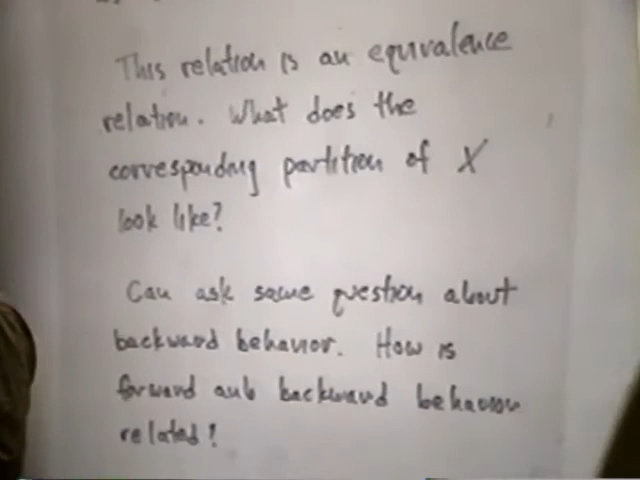 This relation is an equivalence
relation. What does the
corresponding partition of X
look like?
Can ask same question about
backward behavior. How is
forward and backward behavior
related?